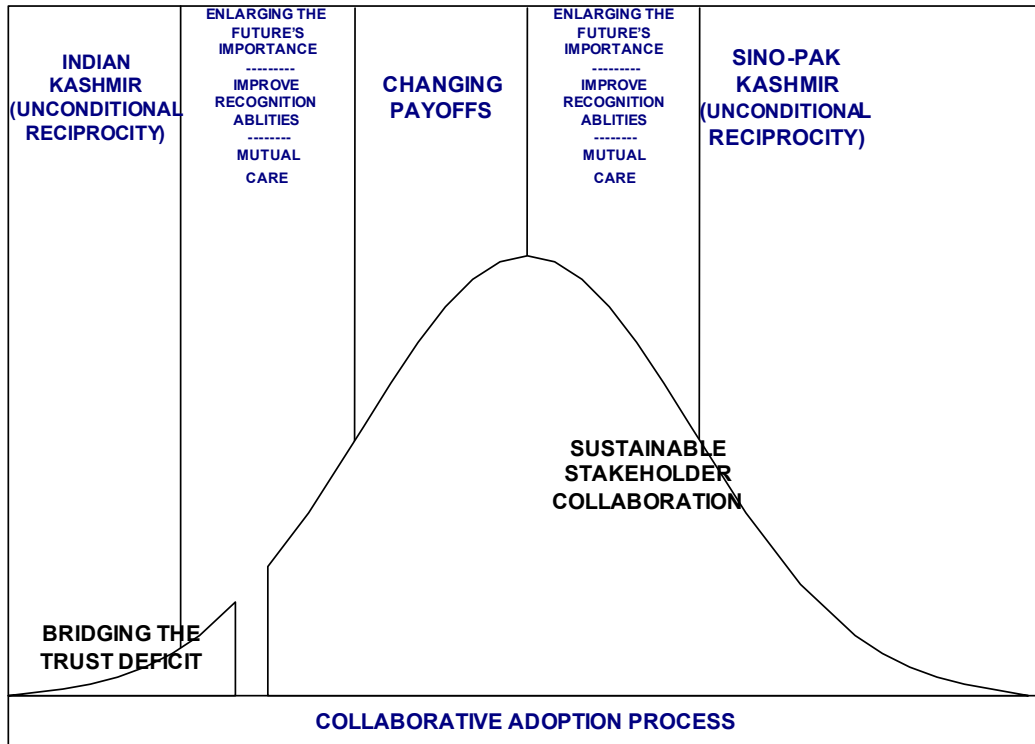 INDIAN
KASHMIR
(UNCONDITIONAL
RECIPROCITY)
ENLARGING THE
FUTURE'S
IMPORTANCE
---------
IMPROVE
RECOGNITION
ABLITIES
--------
MUTUAL
CARE
CHANGING
PAYOFFS
ENLARGING THE
FUTURE'S
IMPORTANCE
---------
IMPROVE
RECOGNITION
ABLITIES
--------
MUTUAL
CARE
SINO-PAK
KASHMIR
(UNCONDITIONAL
RECIPROCITY)
SUSTAINABLE
STAKEHOLDER
COLLABORATION
BRIDGING THE
TRUST DEFICIT
COLLABORATIVE ADOPTION PROCESS